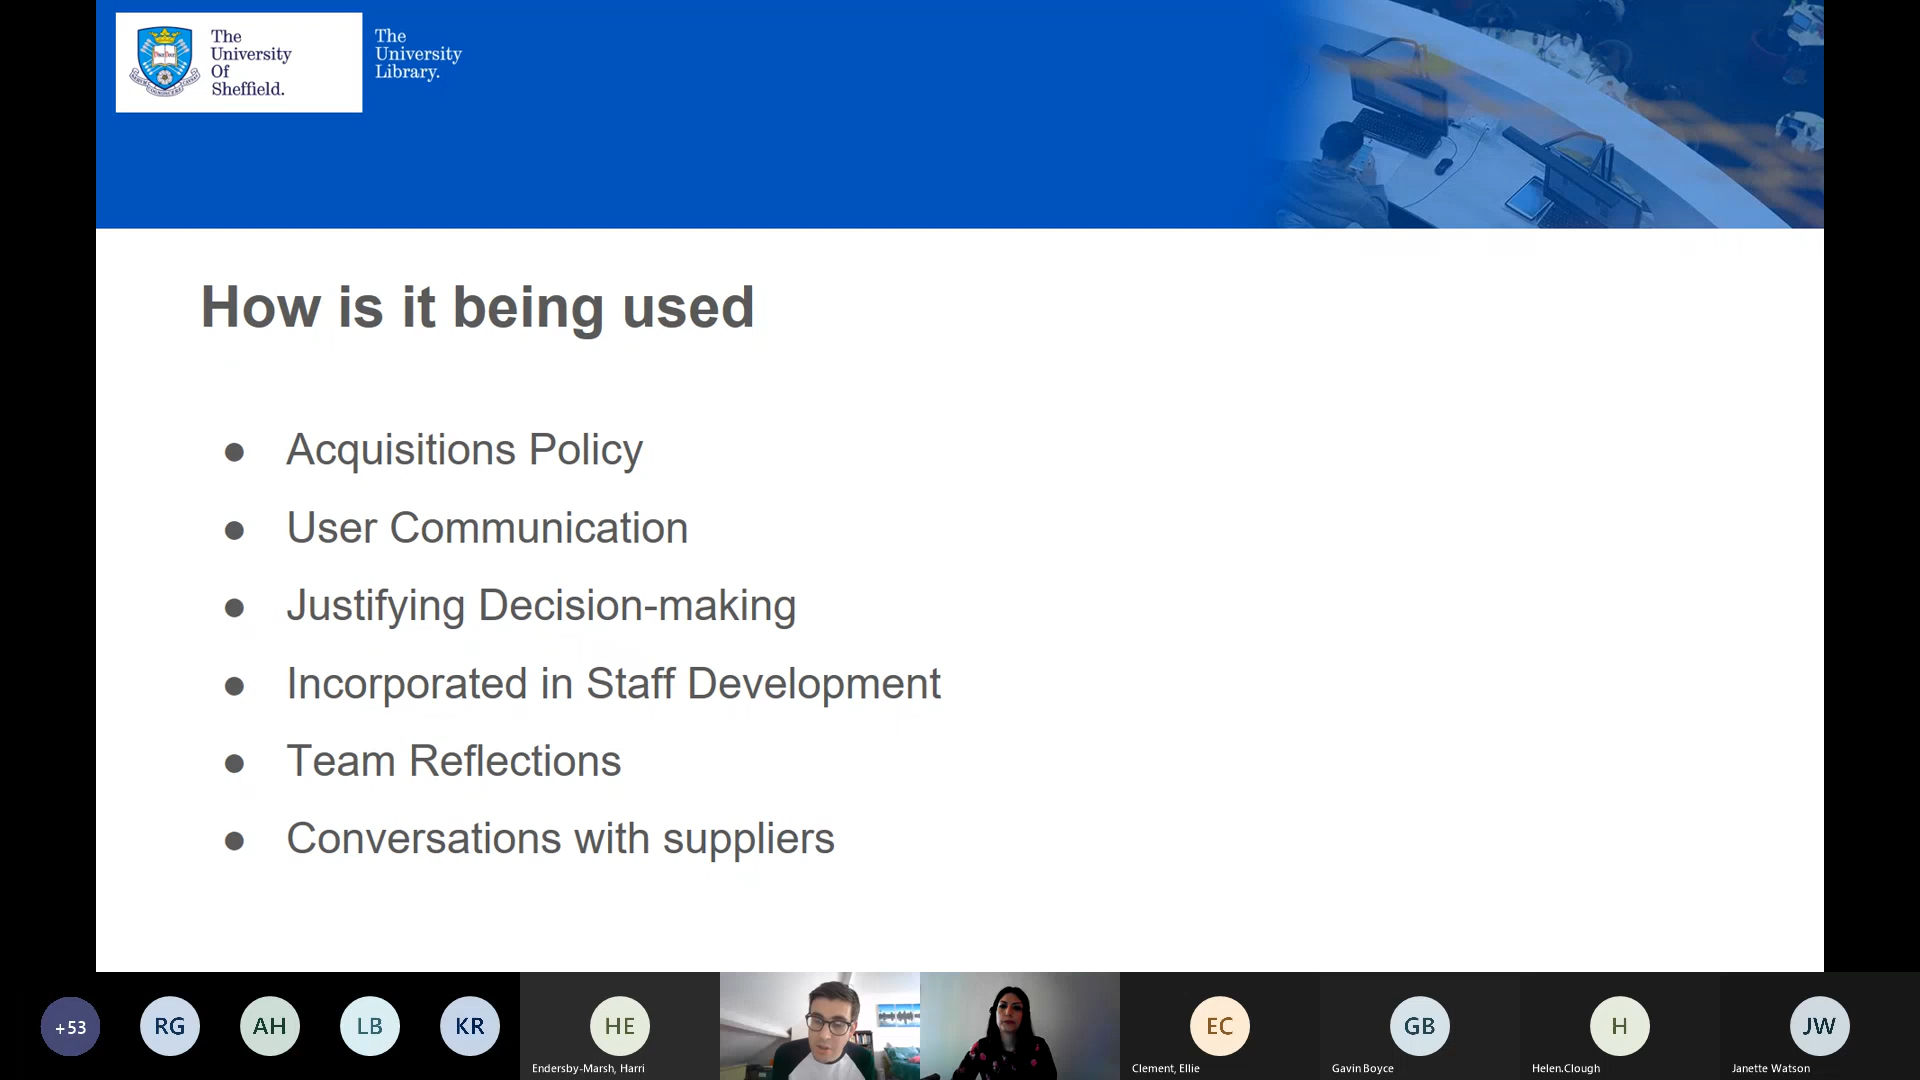 The
University
Of
Sheffield.
The
University
Library.
How is it being used
● Acquisitions Policy
● User Communication
● Justifying Decision-making
● Incorporated in Staff Development
● Team Reflections
● Conversations with suppliers
+53
RG
AH
LB
KR
HE
EC
GB
H
JW
Endersby-Marsh, Harri
Clement, Ellie
Gavin Boyce
Helen.Clough
Janette Watson